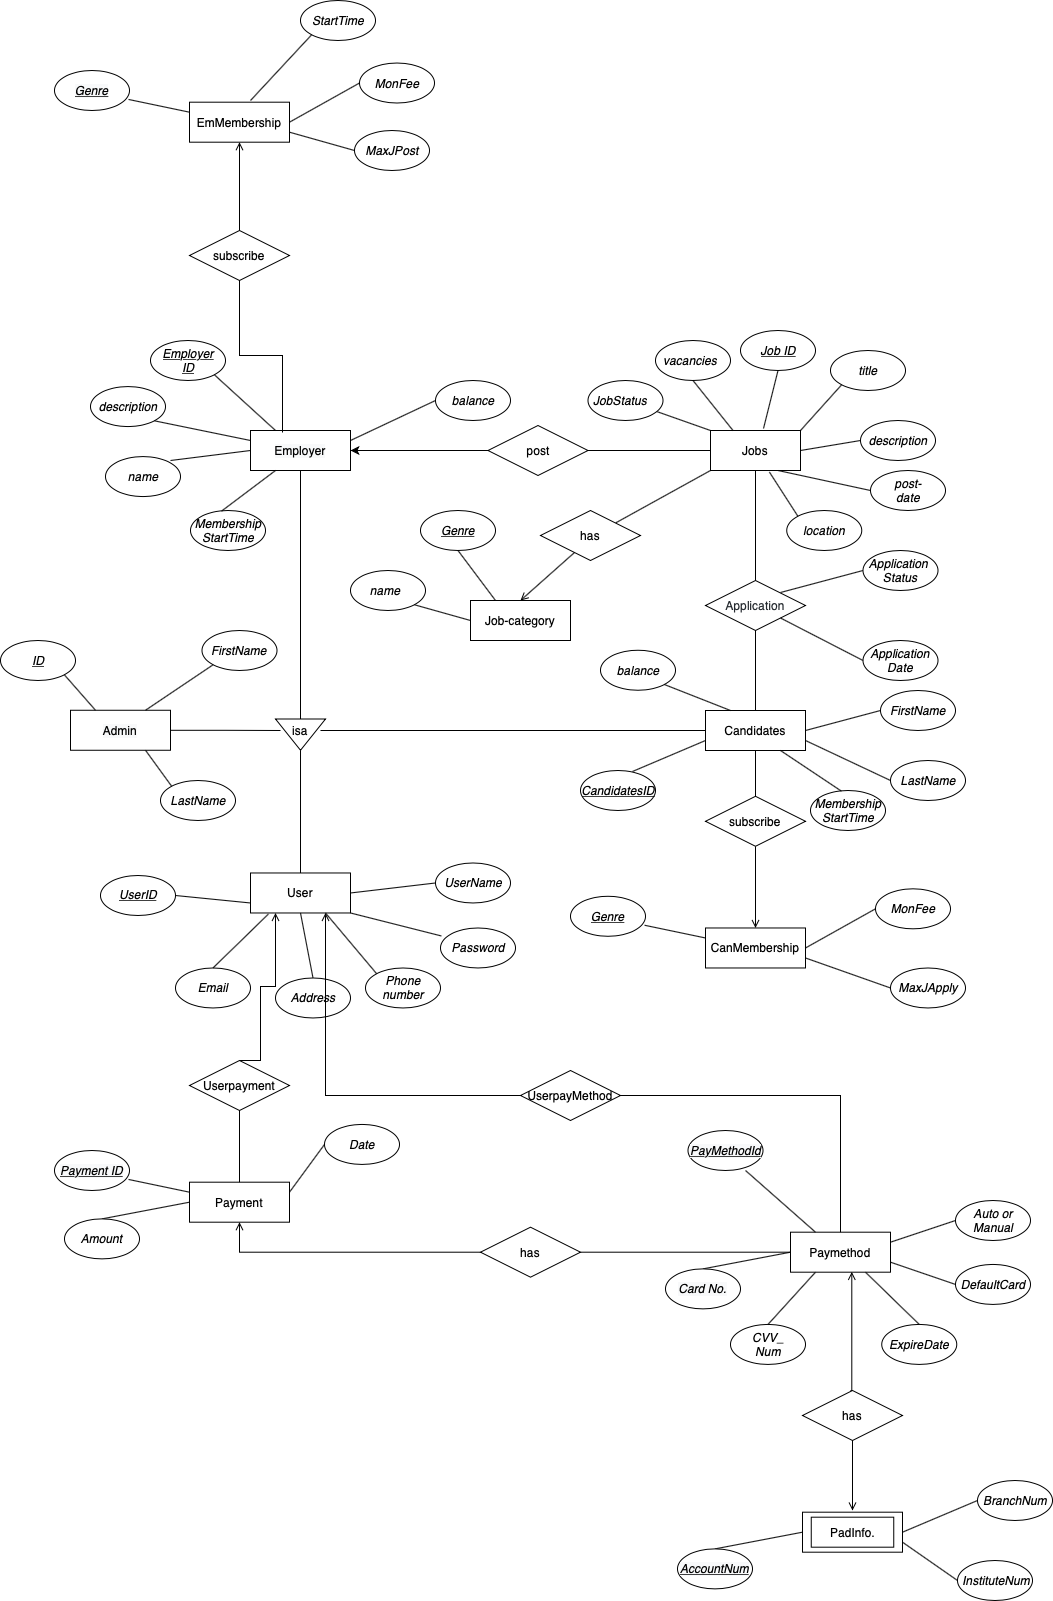 StartTime
Genre
MonFee
EmMembership
MaxJPost
subscribe
Employer
ID
description
balance
Employer
name
Membership
StartTime
post
vacancies
Job ID
title
JobStatus
description
Jobs
post-
date
location
has
Genre
name
Job-category
Application
Status
Application
Application
Date
ID
FirstName
Admin
LastName
isa
balance
FirstName
Candidates
LastName
CandidatesID
Membership
StartTime
subscribe
UserName
UserID
User
Password
Email
Address
Phone
number
Genre
MonFee
CanMembership
MaxJApply
Userpayment
UserpayMethod
Date
Payment ID
Payment
Amount
PayMethodId
Auto or
Manual
has
Paymethod
Card No.
DefaultCard
CVV_
Num
ExpireDate
has
BranchNum
PadInfo.
AccountNum
InstituteNum